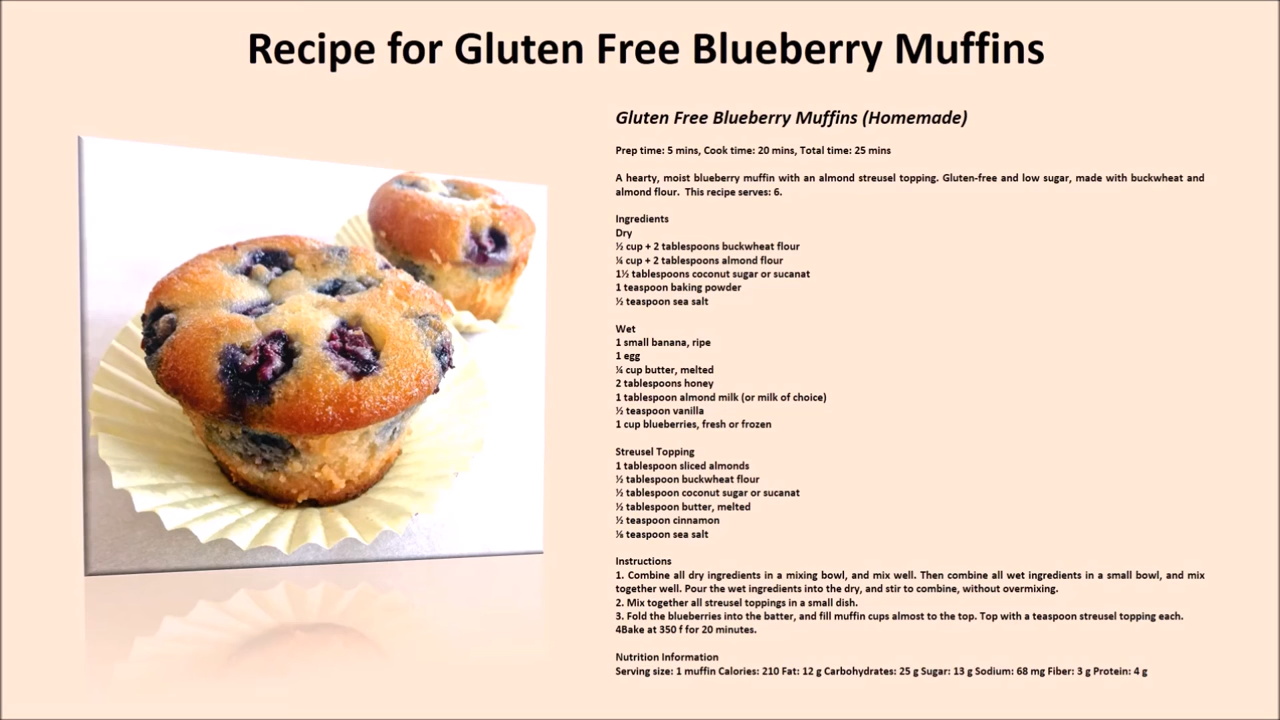 Recipe for Gluten Free Blueberry Muffins
Gluten Free Blueberry Muffins (Homemade)
Prep time: 5 mins, Cook time: 20 mins, Total time: 25 mins
A hearty, moist blueberry muffin with an almond streusel topping. Gluten-free and low sugar, made with buckwheat and
almond flour. This recipe serves: 6.
Ingredients
Dry
½ cup + 2 tablespoons buckwheat flour
¼ cup + 2 tablespoons almond flour
1½ tablespoons coconut sugar or sucanat
1 teaspoon baking powder
½ teaspoon sea salt
Wet
1 small banana, ripe
1 egg
¼ cup butter, melted
2 tablespoons honey
1 tablespoon almond milk (or milk of choice)
½ teaspoon vanilla
1 cup blueberries, fresh or frozen
Streusel Topping
1 tablespoon sliced almonds
½ tablespoon buckwheat flour
½ tablespoon coconut sugar or sucanat
½ tablespoon butter, melted
½ teaspoon cinnamon
⅛ teaspoon sea salt
Instructions
1. Combine all dry ingredients in a mixing bowl, and mix well. Then combine all wet ingredients in a small bowl, and mix
together well. Pour the wet ingredients into the dry, and stir to combine, without overmixing.
2. Mix together all streusel toppings in a small dish.
3. Fold the blueberries into the batter, and fill muffin cups almost to the top. Top with a teaspoon streusel topping each.
4Bake at 350 f for 20 minutes.
Nutrition Information
Serving size: 1 muffin Calories: 210 Fat: 12 g Carbohydrates: 25 g Sugar: 13 g Sodium: 68 mg Fiber: 3 g Protein: 4 g